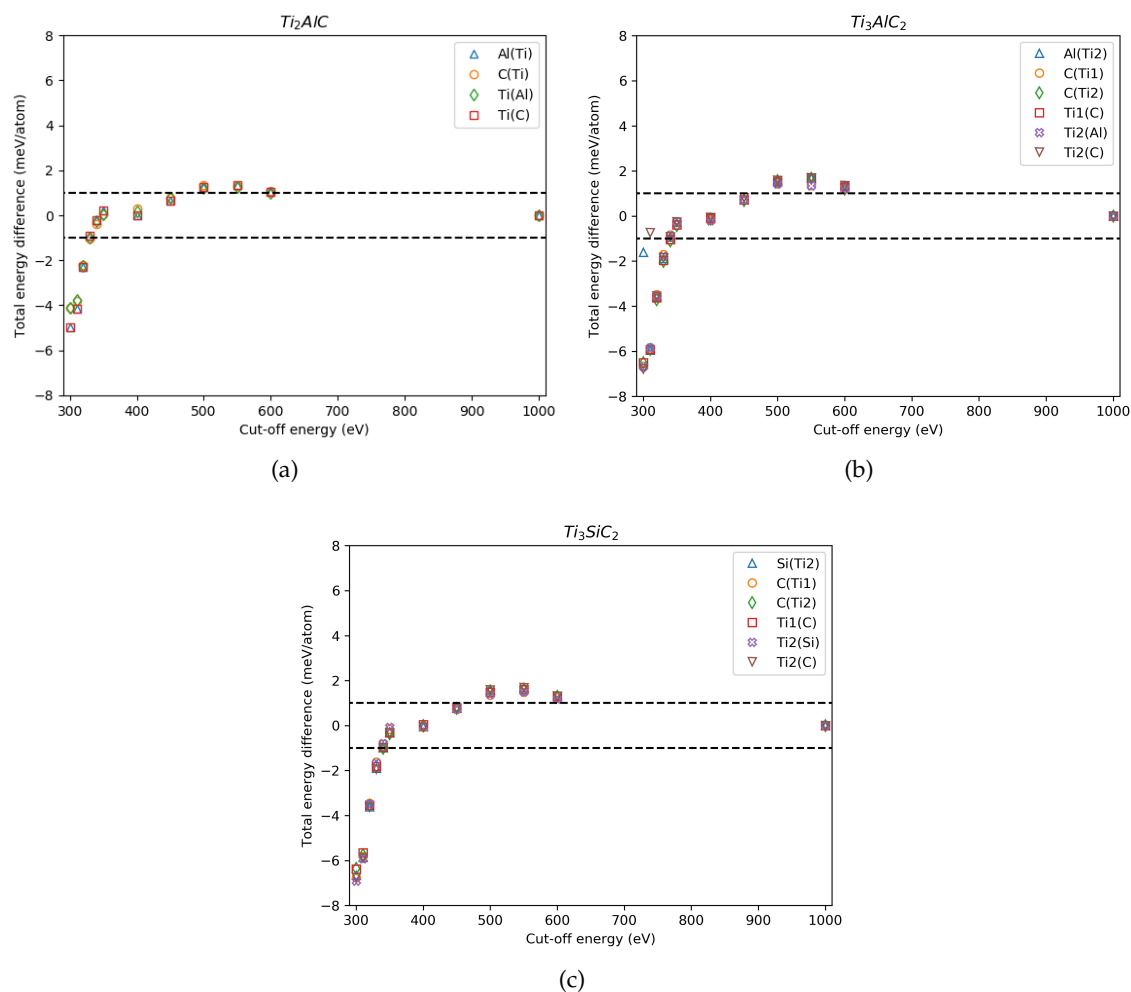 Ti₂AlC
8
6
4
2
0
−2
−4
−6
−8
Total energy difference (meV/atom)
Al(Ti)
C(Ti)
Ti(Al)
Ti(C)
300 400 500 600 700 800 900 1000
Cut-off energy (eV)
(a)
Ti₃AlC₂
8
6
4
2
0
−2
−4
−6
−8
Total energy difference (meV/atom)
Al(Ti2)
C(Ti1)
C(Ti2)
Ti1(C)
Ti2(Al)
Ti2(C)
300 400 500 600 700 800 900 1000
Cut-off energy (eV)
(b)
Ti₃SiC₂
8
6
4
2
0
−2
−4
−6
−8
Total energy difference (meV/atom)
Si(Ti2)
C(Ti1)
C(Ti2)
Ti1(C)
Ti2(Si)
Ti2(C)
300 400 500 600 700 800 900 1000
Cut-off energy (eV)
(c)